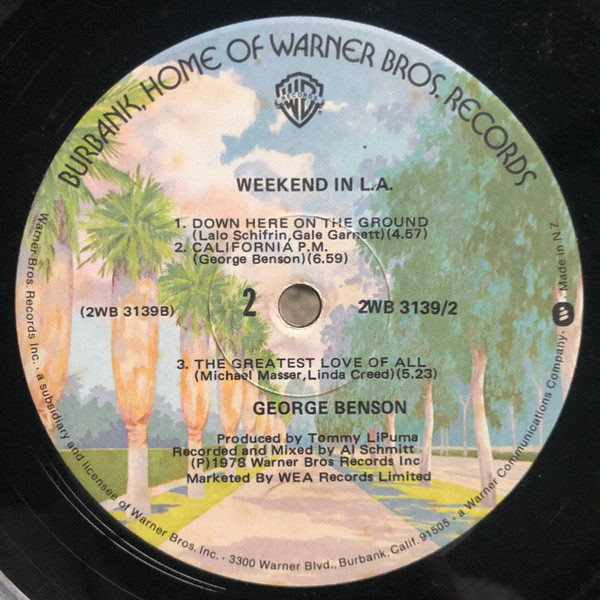 BURBANK, HOME OF WARNER BROS. RECORDS
RECORDS
WEEKEND IN L.A.
1. DOWN HERE ON THE GROUND
(Lalo Schifrin,Gale Garnett)(4.57)
2. CALIFORNIA P.M.
(George Benson)(6.59)
(2WB 3139B) 2 2WB 3139/2
3. THE GREATEST LOVE OF ALL
(Michael Masser,Linda Creed)(5.23)
GEORGE BENSON
Produced by Tommy LiPuma
Recorded and Mixed by Al Schmitt
(P)1978 Warner Bros Records Inc
Marketed By WEA Records Limited
Warner Bros. Records Inc. · a subsidiary and licensee of Warner Bros. Inc. · 3300 Warner Blvd., Burbank, Calif. 91505 · a Warner Communications Company · Made in N.Z.